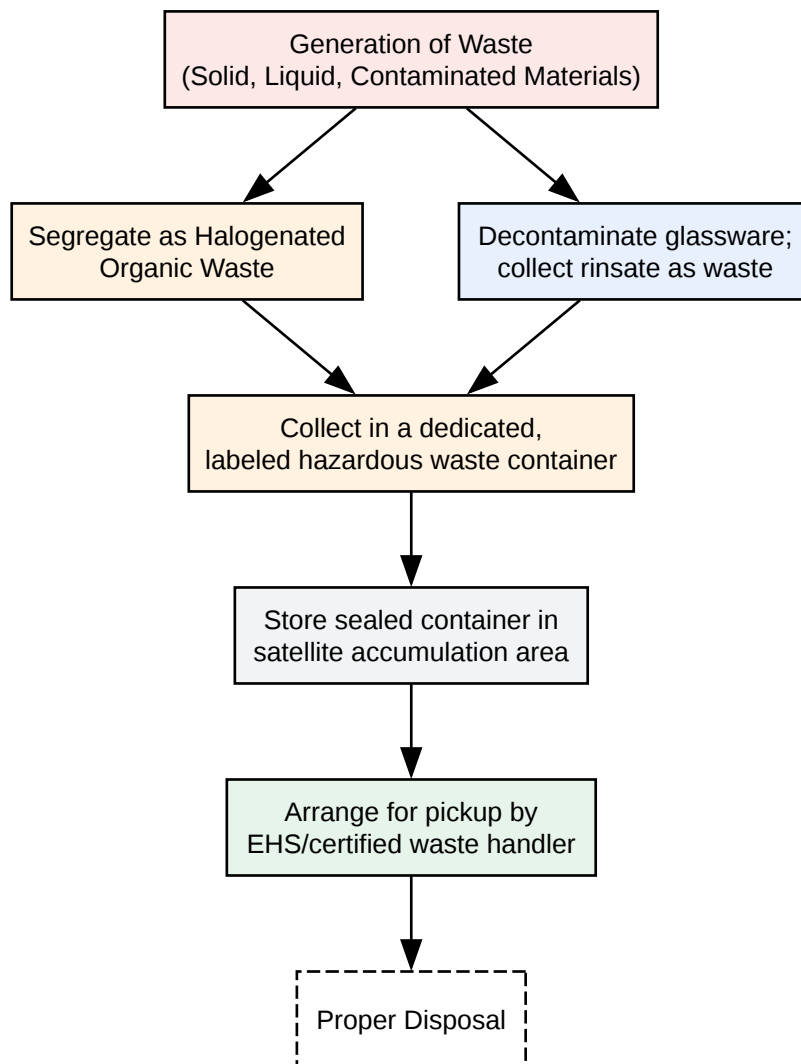 Generation of Waste
(Solid, Liquid, Contaminated Materials)
Segregate as Halogenated
Organic Waste
Decontaminate glassware;
collect rinsate as waste
Collect in a dedicated,
labeled hazardous waste container
Store sealed container in
satellite accumulation area
Arrange for pickup by
EHS/certified waste handler
Proper Disposal